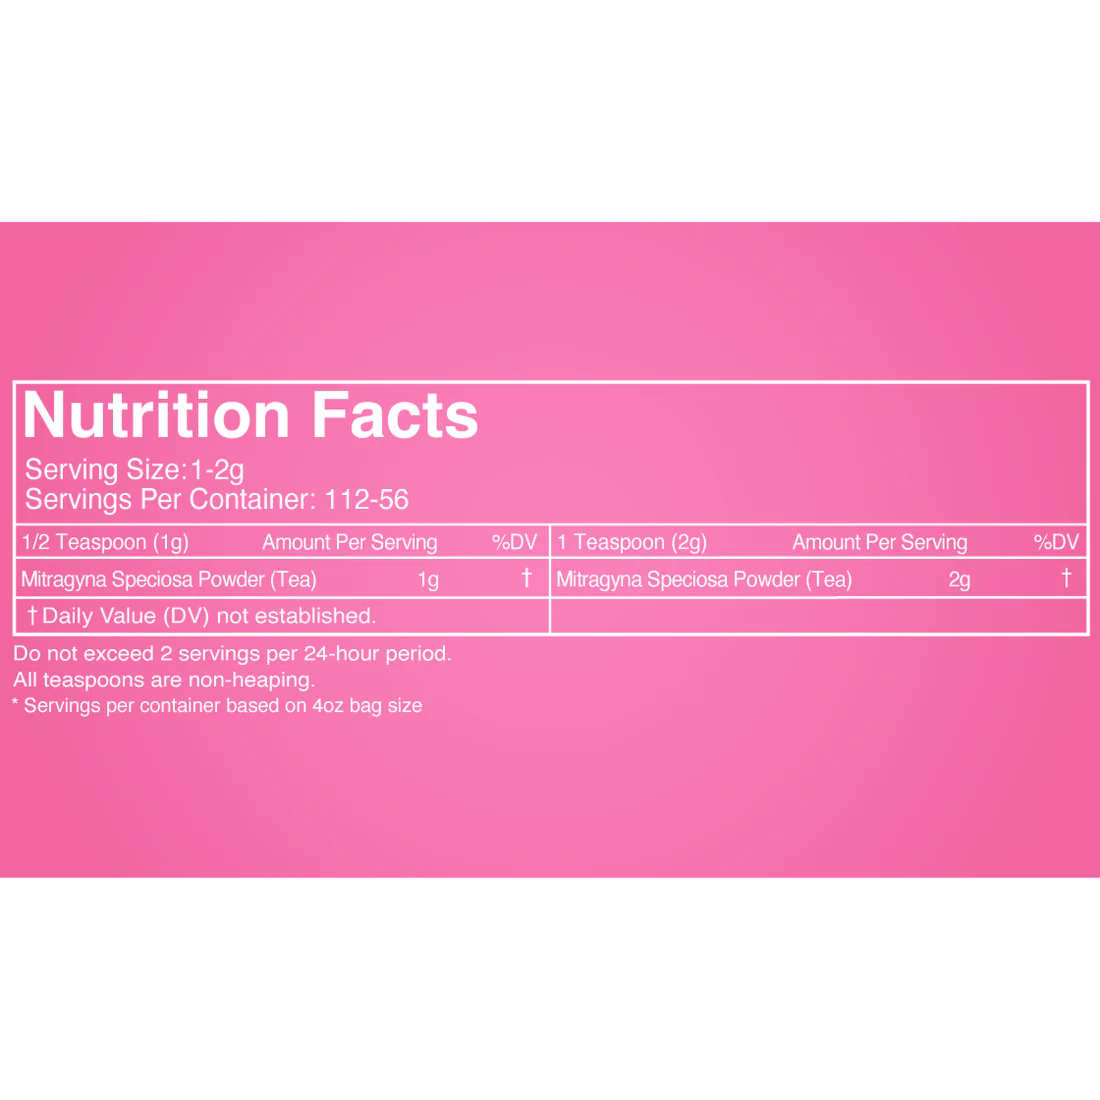 Nutrition Facts
Serving Size:1-2g
Servings Per Container: 112-56
1/2 Teaspoon (1g) Amount Per Serving %DV 1 Teaspoon (2g) Amount Per Serving %DV
Mitragyna Speciosa Powder (Tea) 1g † Mitragyna Speciosa Powder (Tea) 2g †
† Daily Value (DV) not established.
Do not exceed 2 servings per 24-hour period.
All teaspoons are non-heaping.
* Servings per container based on 4oz bag size